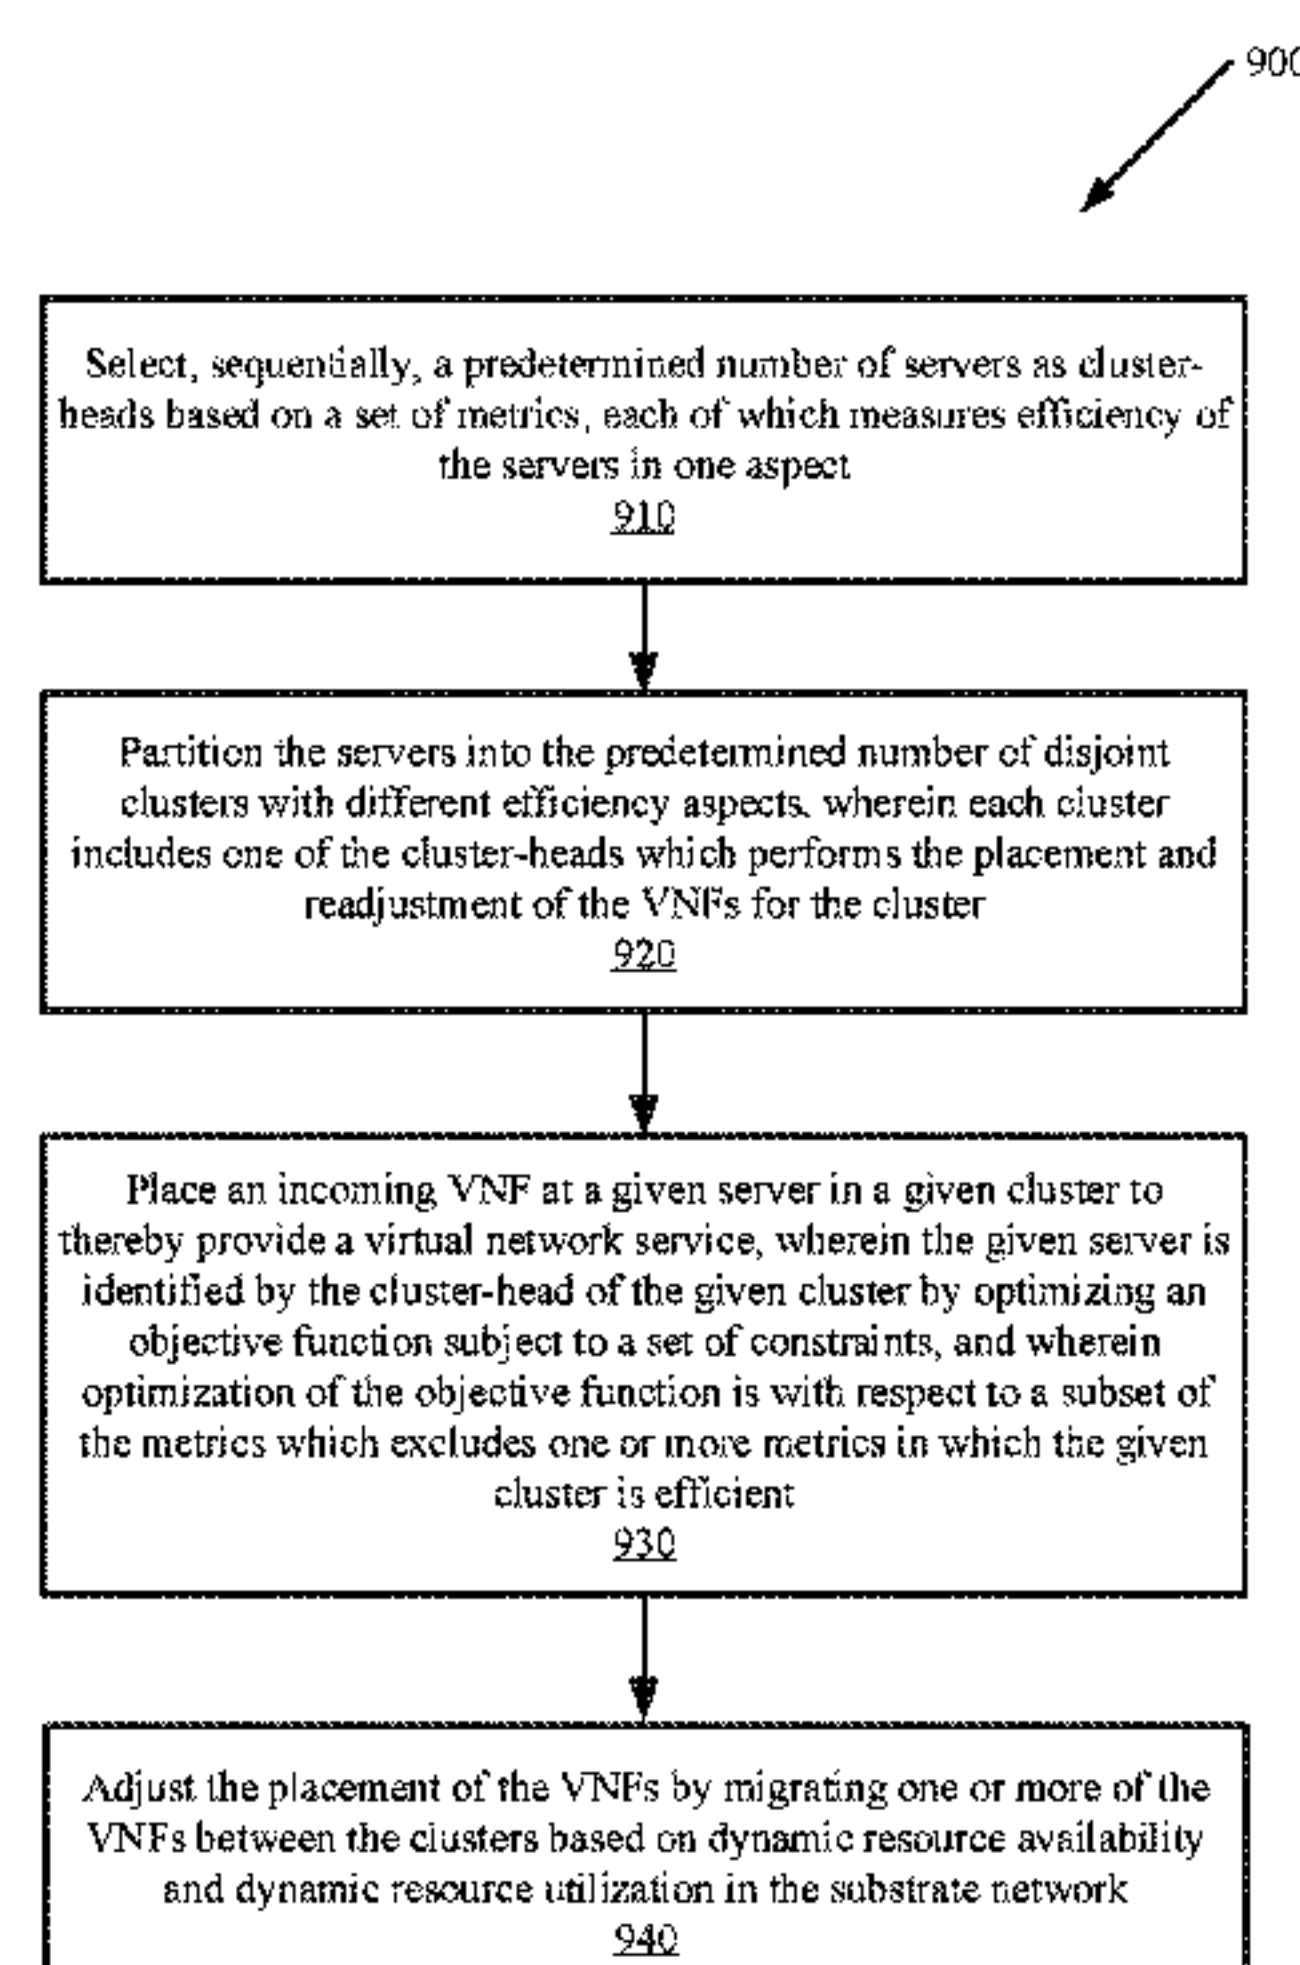 900
Select, sequentially, a predetermined number of servers as cluster-
heads based on a set of metrics, each of which measures efficiency of
the servers in one aspect
910
Partition the servers into the predetermined number of disjoint
clusters with different efficiency aspects, wherein each cluster
includes one of the cluster-heads which performs the placement and
readjustment of the VNFs for the cluster
920
Place an incoming VNF at a given server in a given cluster to
thereby provide a virtual network service, wherein the given server is
identified by the cluster-head of the given cluster by optimizing an
objective function subject to a set of constraints, and wherein
optimization of the objective function is with respect to a subset of
the metrics which excludes one or more metrics in which the given
cluster is efficient
930
Adjust the placement of the VNFs by migrating one or more of the
VNFs between the clusters based on dynamic resource availability
and dynamic resource utilization in the substrate network
940